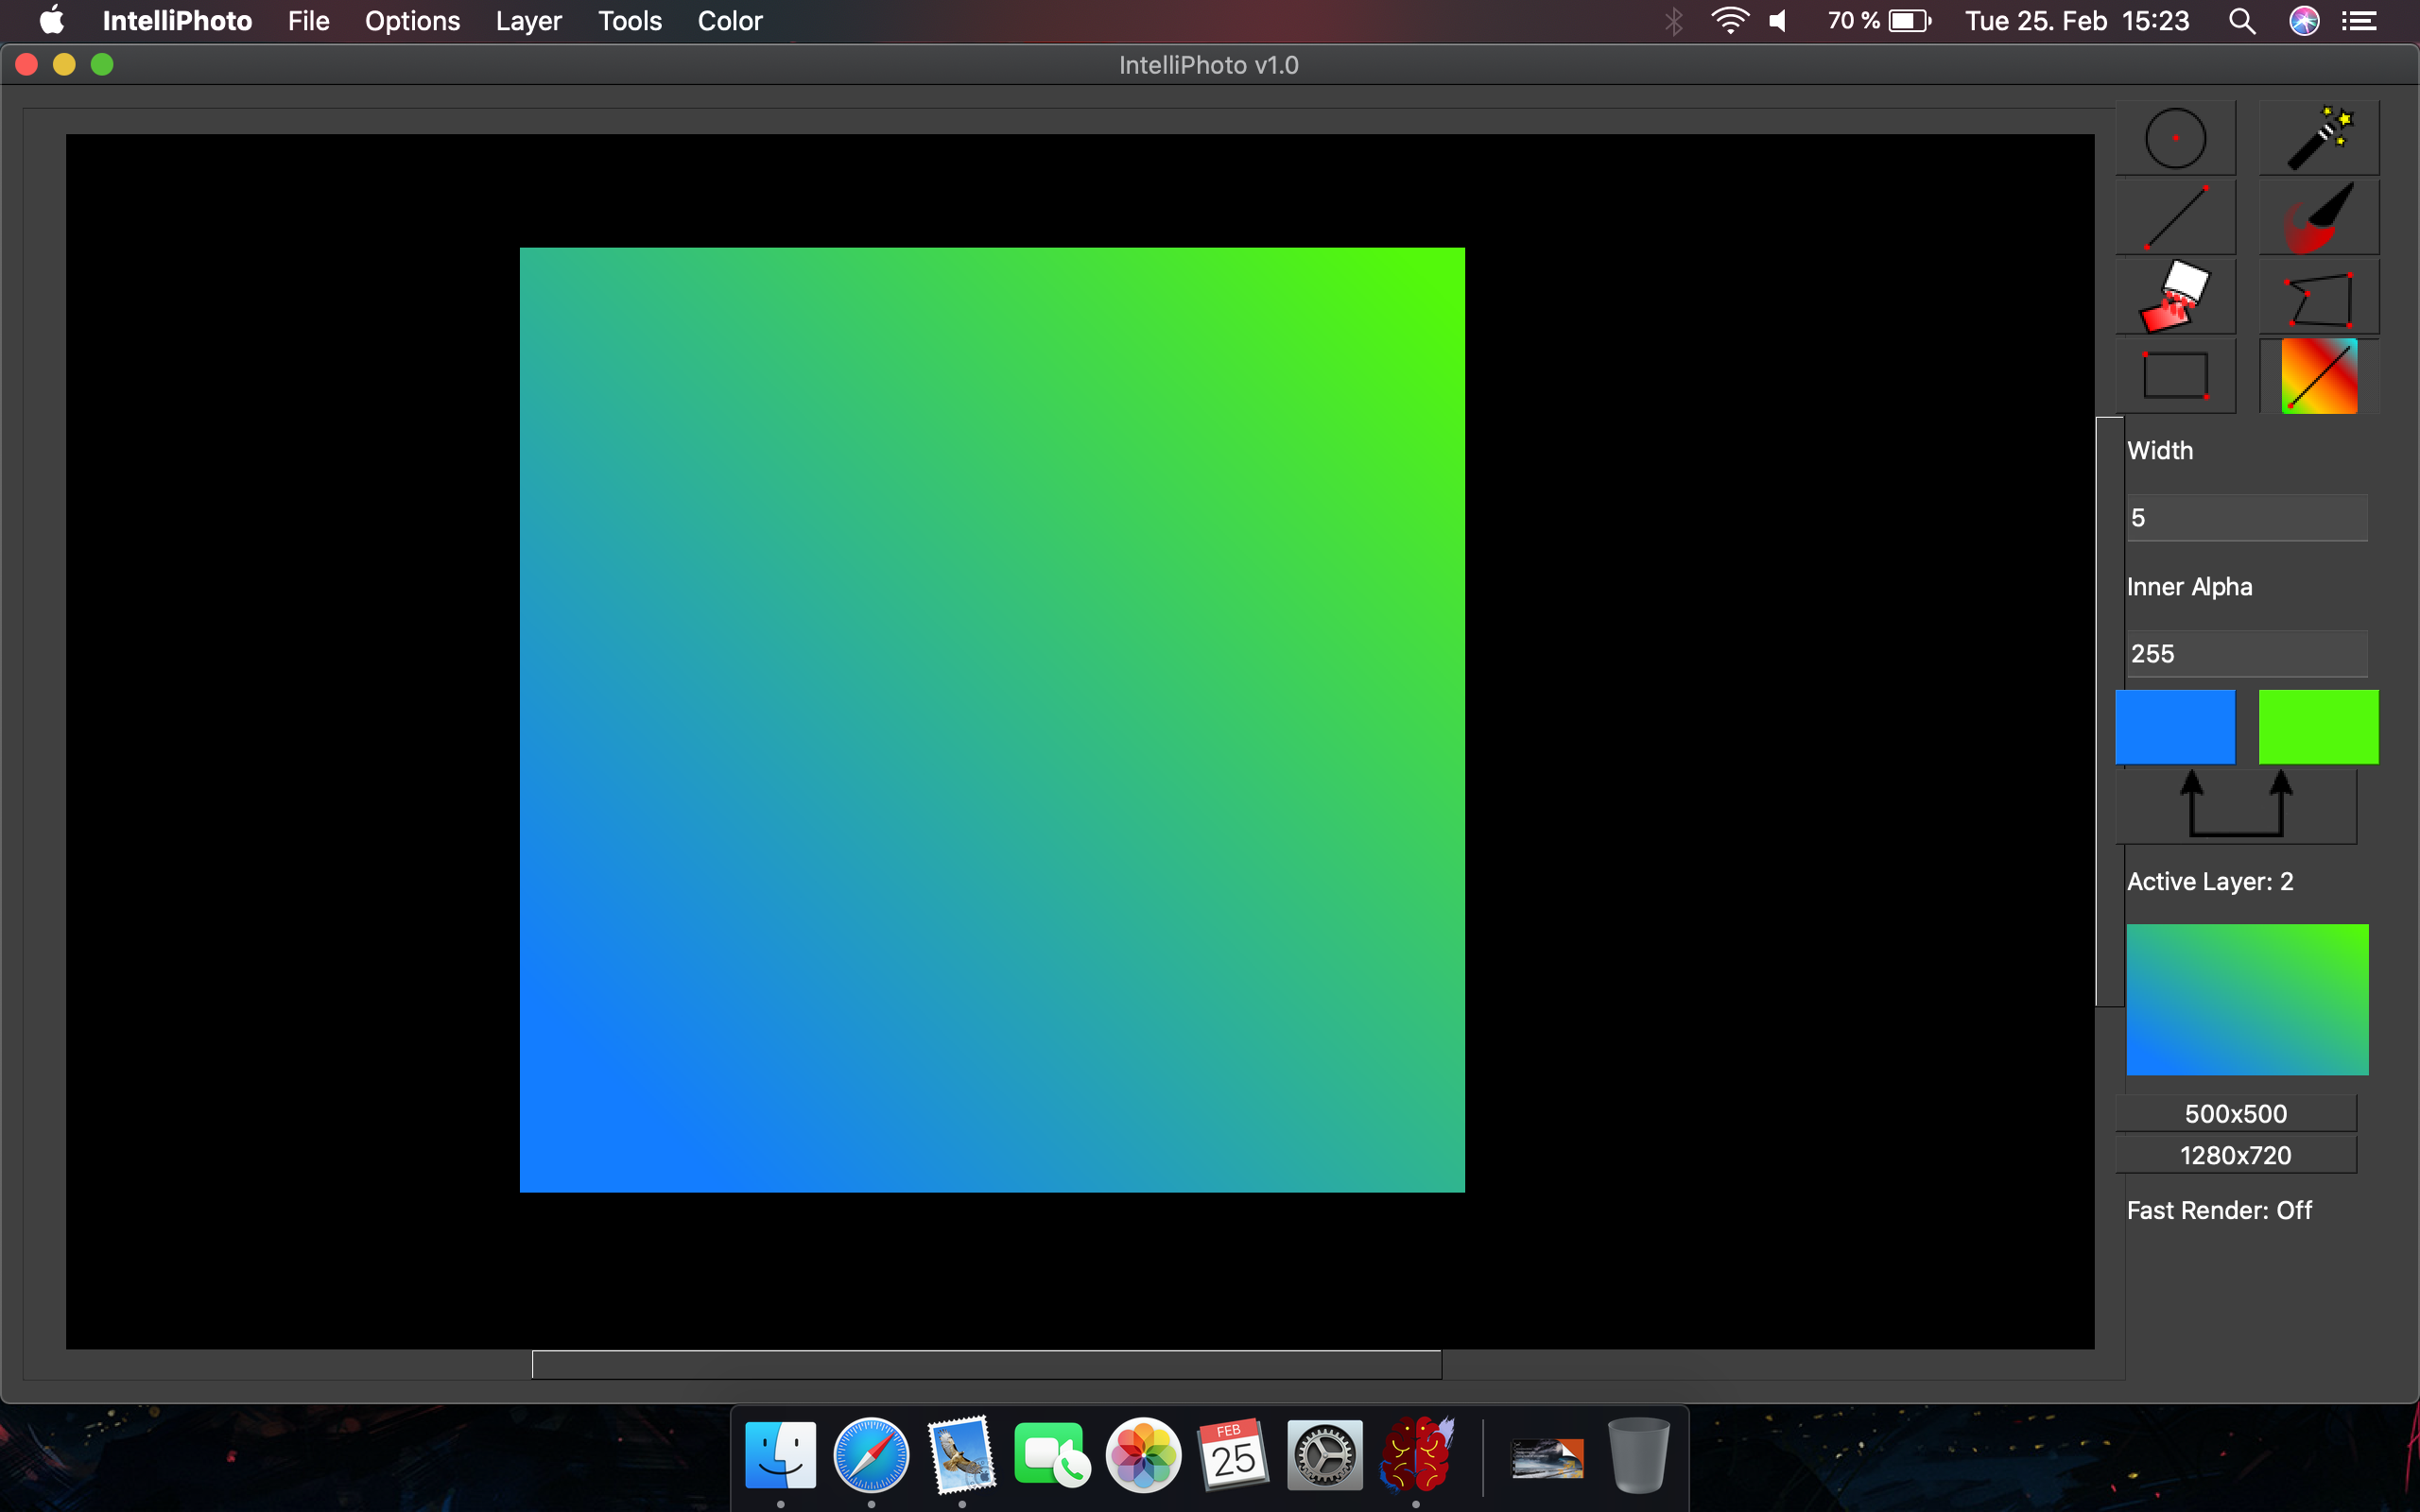 IntelliPhoto File Options Layer Tools Color 70 % Tue 25. Feb 15:23
IntelliPhoto v1.0
Width
5
Inner Alpha
255
Active Layer: 2
500x500
1280x720
Fast Render: Off
FEB
25